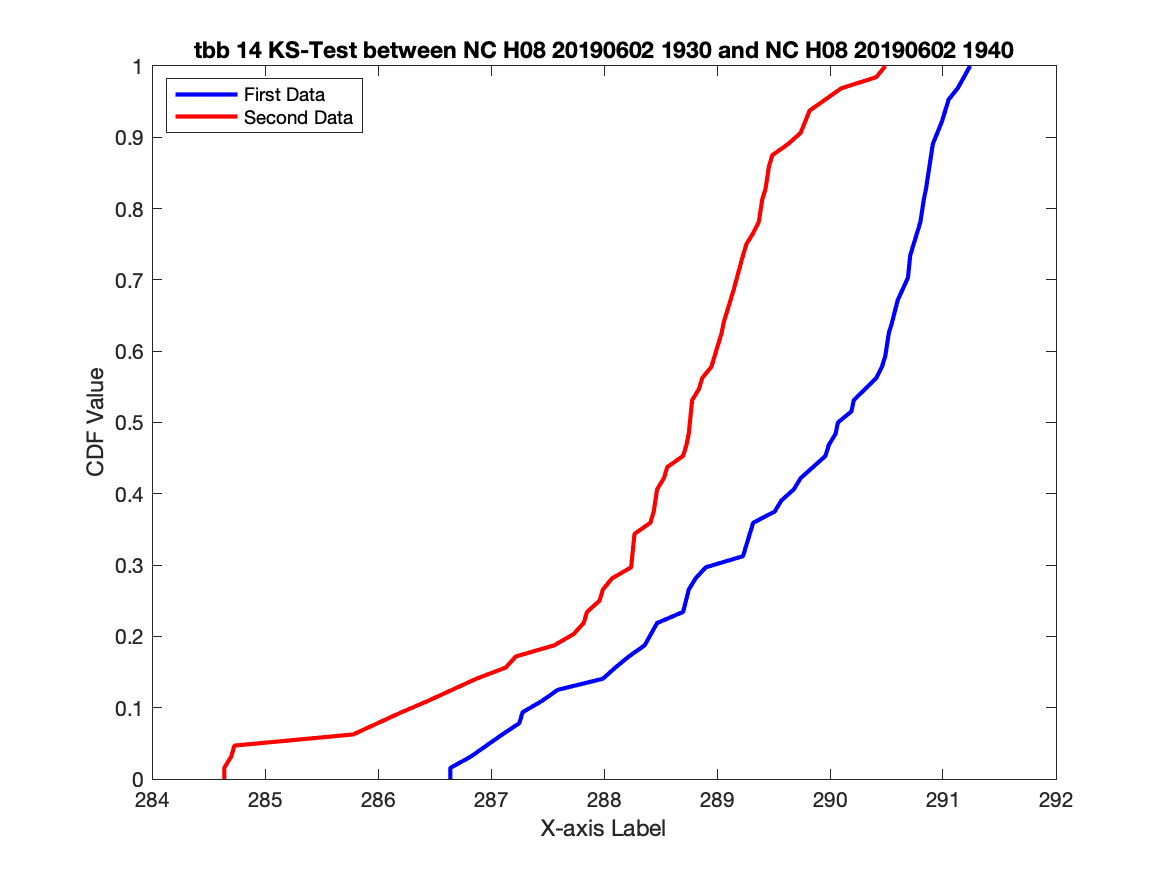 tbb 14 KS-Test between NC H08 20190602 1930 and NC H08 20190602 1940
First Data
Second Data
1
0.9
0.8
0.7
0.6
0.5
0.4
0.3
0.2
0.1
0
CDF Value
284 285 286 287 288 289 290 291 292
X-axis Label